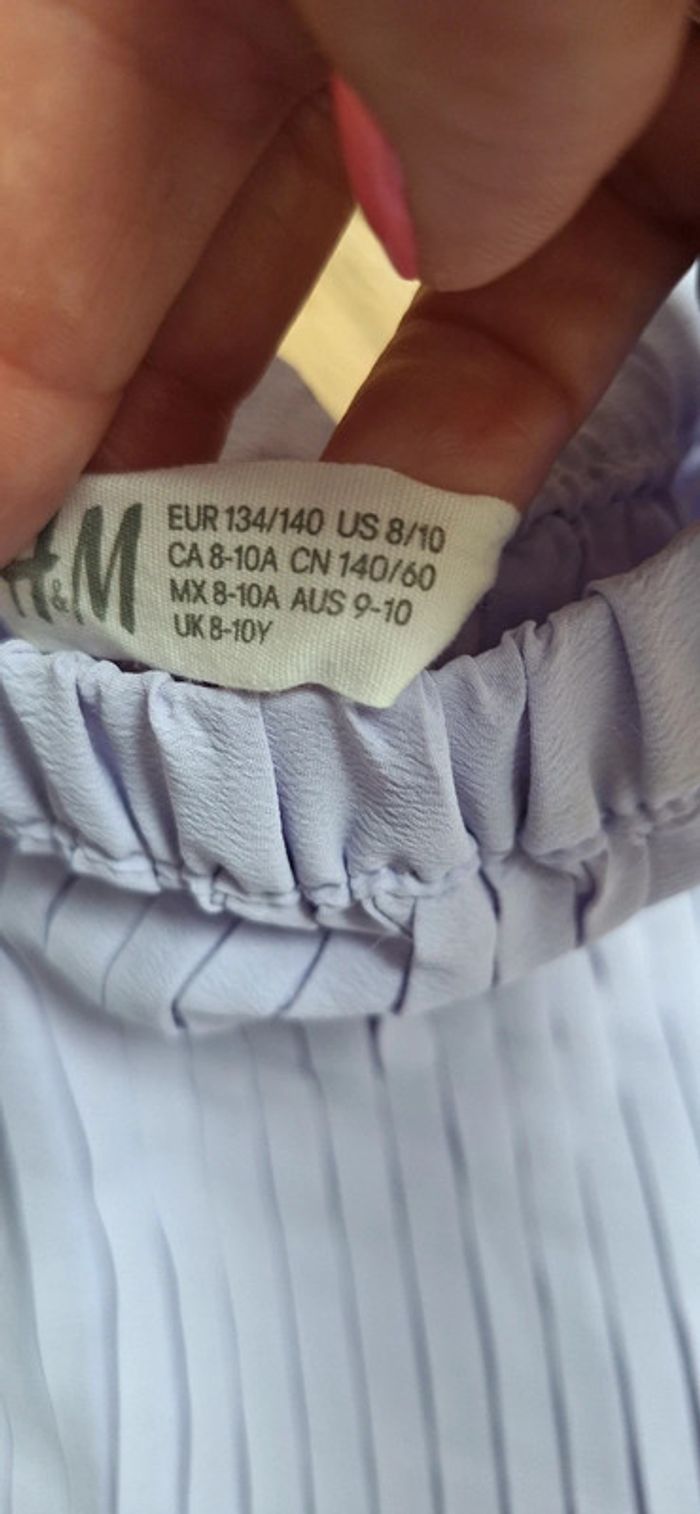 H&M
EUR 134/140 US 8/10
CA 8-10A CN 140/60
MX 8-10A AUS 9-10
UK 8-10Y